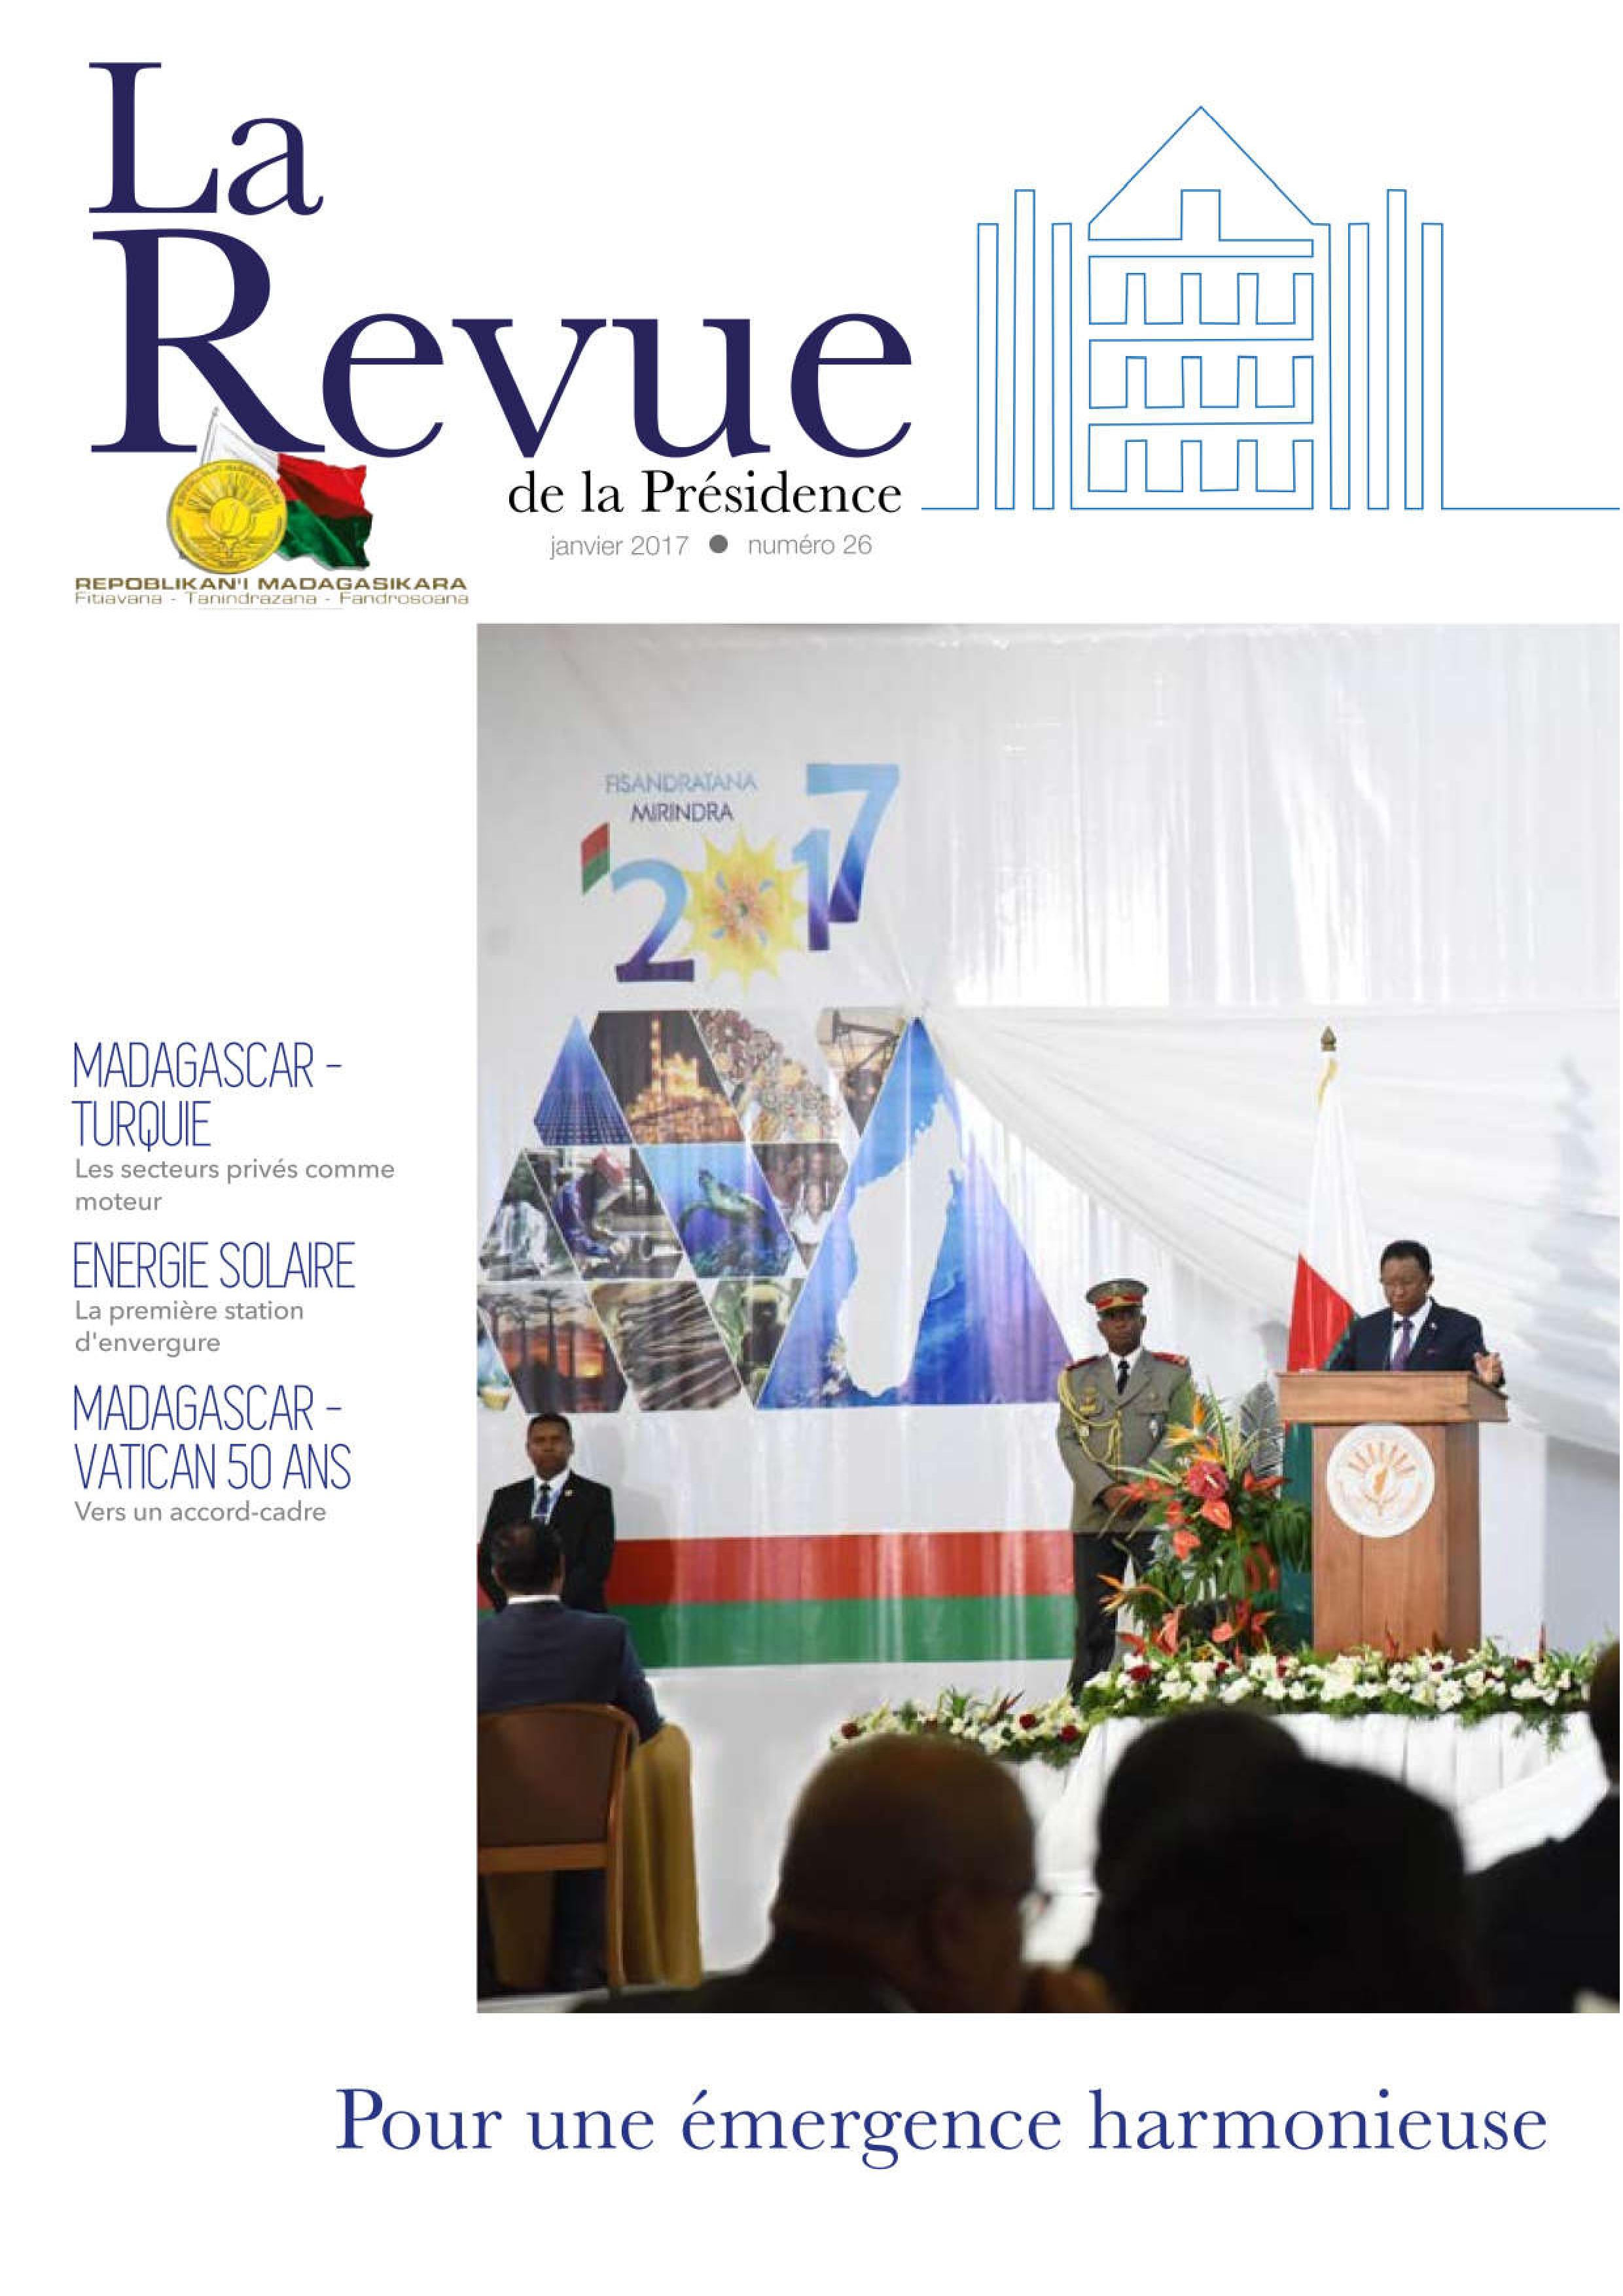 La
Revue
de la Présidence
janvier 2017 ● numéro 26
REPOBLIKAN'I MADAGASIKARA
Fitiavana - Tanindrazana - Fandrosoana
FISANDRATANA
MIRINDRA
2017
MADAGASCAR -
TURQUIE
Les secteurs privés comme
moteur
ENERGIE SOLAIRE
La première station
d'envergure
MADAGASCAR -
VATICAN 50 ANS
Vers un accord-cadre
Pour une émergence harmonieuse